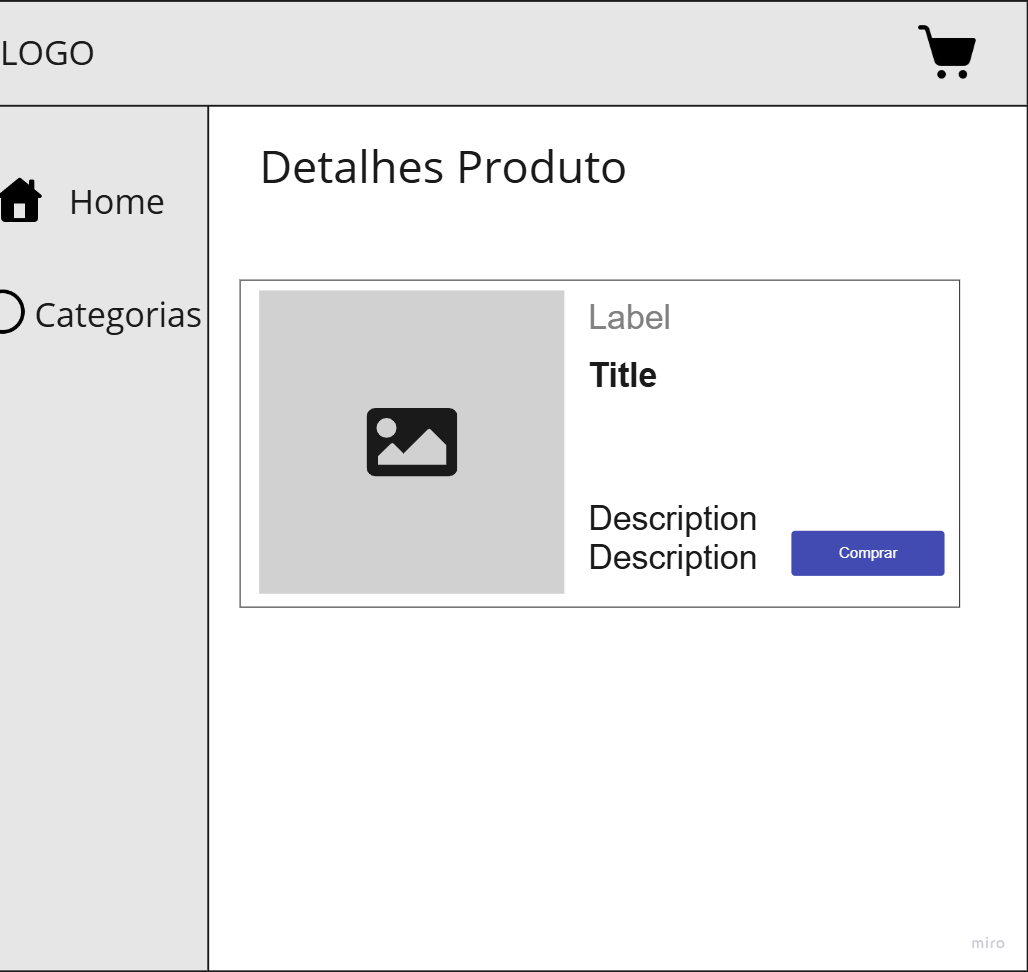 LOGO
Detalhes Produto
Home
Categorias
Label
Title
Description
Description
Comprar
miro